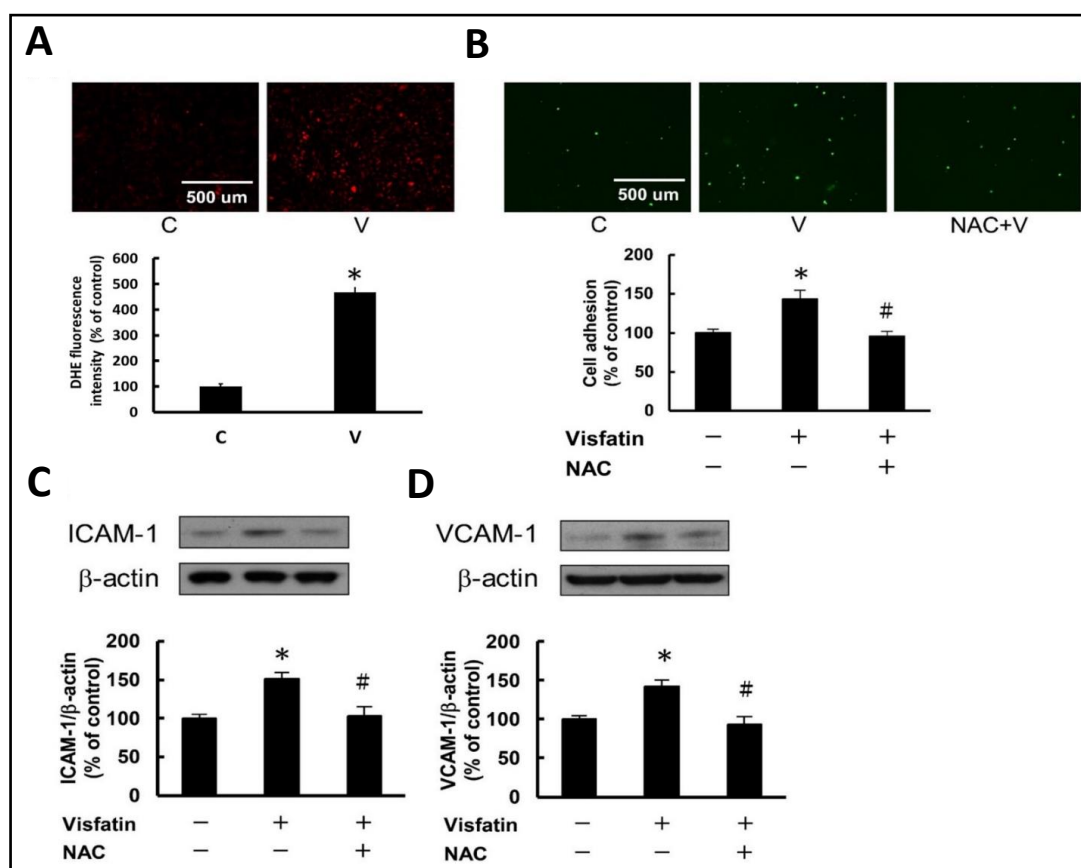 A
500 um
C
V
DHE fluorescence
intensity (% of control)
600
500
400
300
200
100
0
*
C
V
B
500 um
C
V
NAC+V
Cell adhesion
(% of control)
200
150
100
50
0
*
#
Visfatin − + +
NAC − − +
C
ICAM-1
β-actin
ICAM-1/β-actin
(% of control)
200
150
100
50
0
*
#
Visfatin − + +
NAC − − +
D
VCAM-1
β-actin
VCAM-1/β-actin
(% of control)
200
150
100
50
0
*
#
Visfatin − + +
NAC − − +